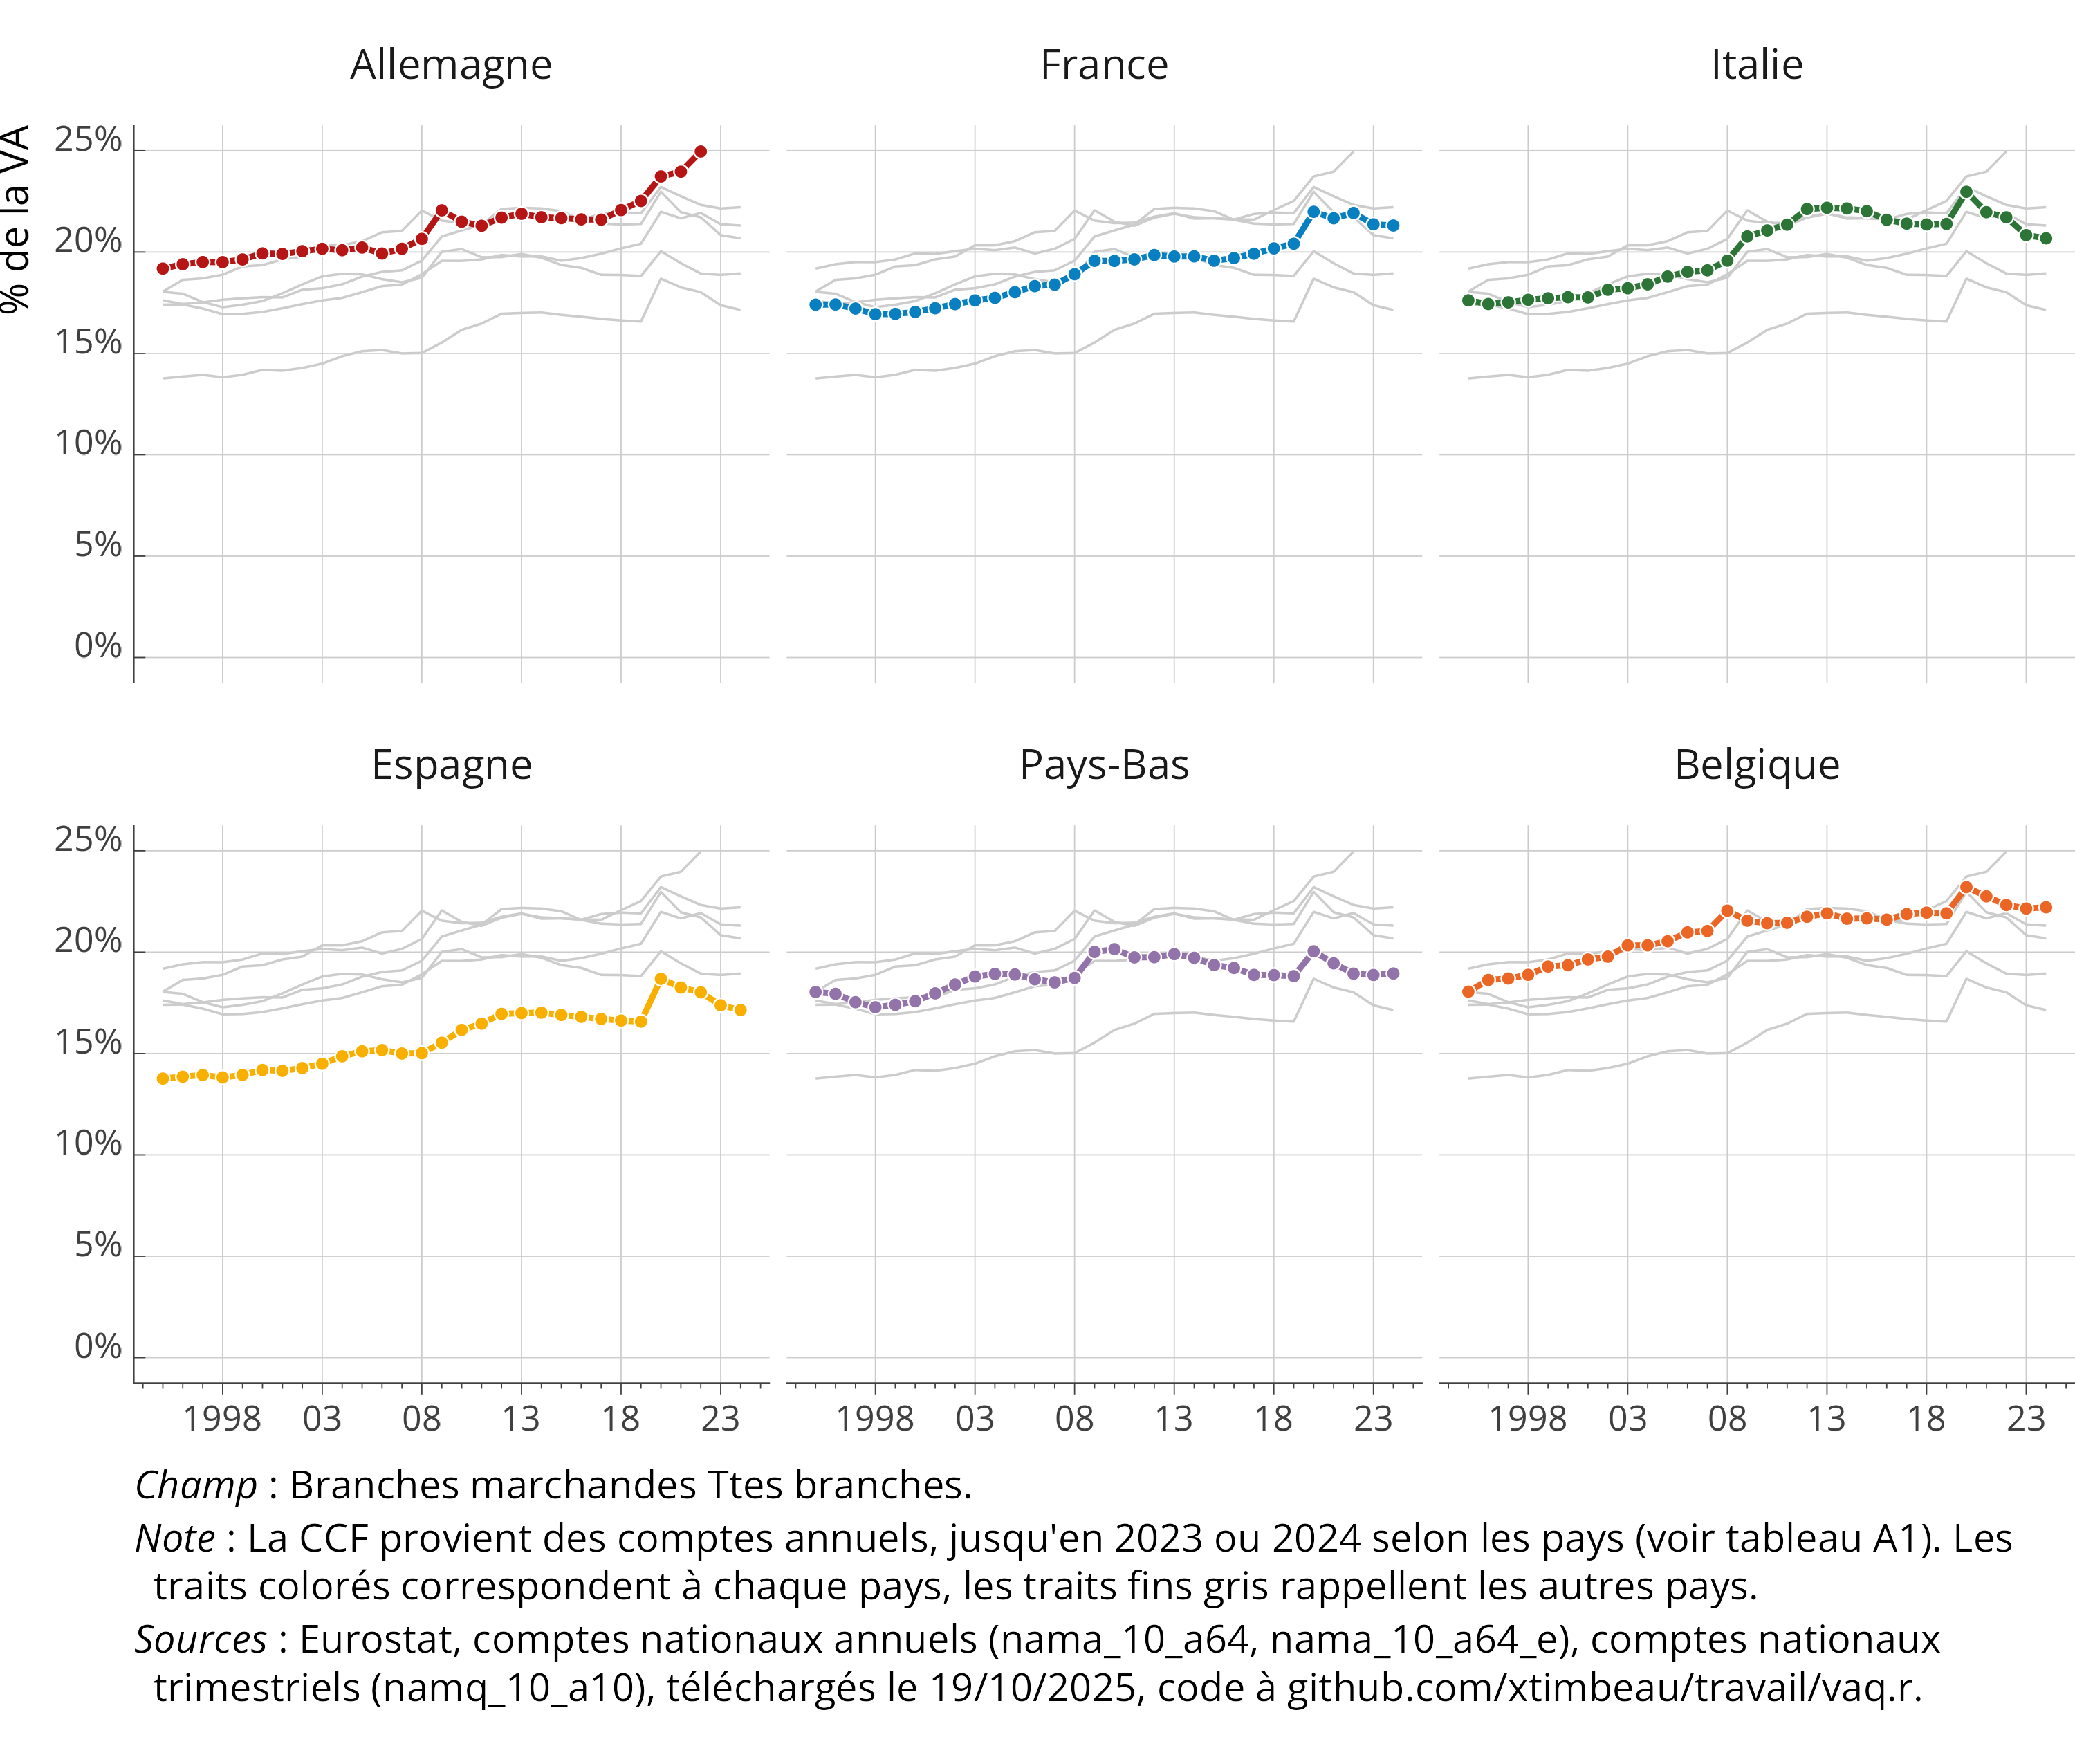 Allemagne France Italie
% de la VA
25%
20%
15%
10%
5%
0%
Espagne Pays-Bas Belgique
25%
20%
15%
10%
5%
0%
1998 03 08 13 18 23 1998 03 08 13 18 23 1998 03 08 13 18 23
Champ : Branches marchandes Ttes branches.
Note : La CCF provient des comptes annuels, jusqu'en 2023 ou 2024 selon les pays (voir tableau A1). Les
traits colorés correspondent à chaque pays, les traits fins gris rappellent les autres pays.
Sources : Eurostat, comptes nationaux annuels (nama_10_a64, nama_10_a64_e), comptes nationaux
trimestriels (namq_10_a10), téléchargés le 19/10/2025, code à github.com/xtimbeau/travail/vaq.r.